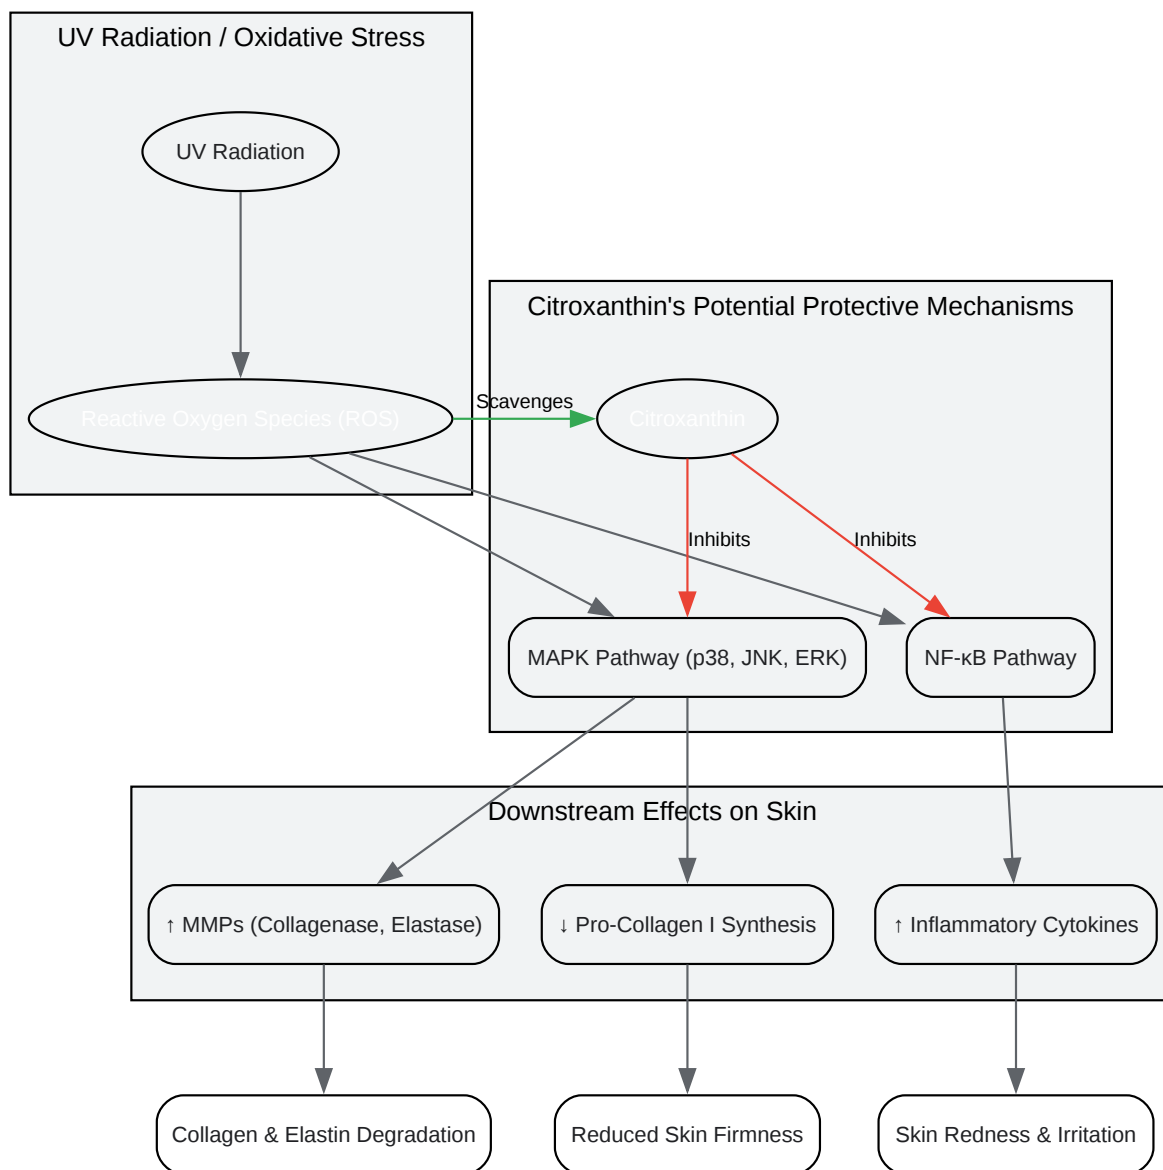 UV Radiation / Oxidative Stress
UV Radiation
Citroxanthin's Potential Protective Mechanisms
Reactive Oxygen Species (ROS)
Scavenges
Citroxanthin
Inhibits
Inhibits
MAPK Pathway (p38, JNK, ERK)
NF-κB Pathway
Downstream Effects on Skin
↑ MMPs (Collagenase, Elastase)
↓ Pro-Collagen I Synthesis
↑ Inflammatory Cytokines
Collagen & Elastin Degradation
Reduced Skin Firmness
Skin Redness & Irritation